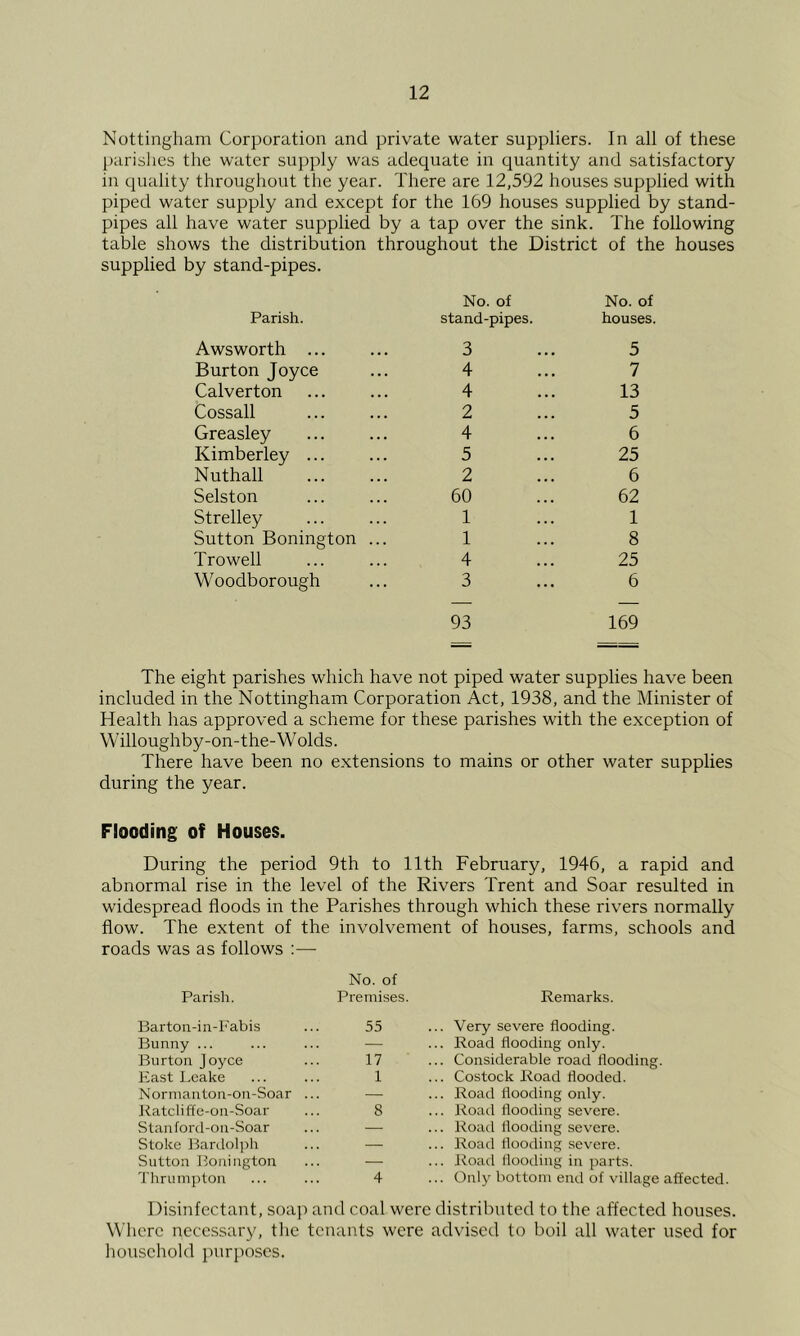 12
Nottingham Corporation and private water suppliers. In all of these
parishes the water supply was adequate in quantity and satisfactory
in quality throughout the year. There are 12,592 houses supplied with
piped water supply and except for the 169 houses supplied by stand-
pipes all have water supplied by a tap over the sink. The following
table shows the distribution throughout the District of the houses
supplied by stand-pipes.
No. of No. of
Parish. stand-pipes. houses.
Awsworth ... ... 3 ... 5
Burton Joyce ... 4 ... 7
Calverton ... ... 4 ... 13
Cossall ... ... 2 ... 5
Greasley ... ... 4 ... 6
Kimberley ... ... 5 ... 25
Nuthall ... ... 2 ... 6
Selston ... ... 60 ... 62
Strelley ... ... 1 ... 1
Sutton Bonington ... 1 ... 8
Trowell ... ... 4 ... 25
Woodborough ... 3 ... 6
93 169
The eight parishes which have not piped water supplies have been
included in the Nottingham Corporation Act, 1938, and the Minister of
Health has approved a scheme for these parishes with the exception of
Willoughby-on-the-Wolds.
There have been no extensions to mains or other water supplies
during the year.
Flooding of Houses.
During the period 9th to 11th February, 1946, a rapid and
abnormal rise in the level of the Rivers Trent and Soar resulted in
widespread floods in the Parishes through which these rivers normally
flow. The extent of the involvement of houses, farms, schools and
roads was as follows :—
No. of
Parish. Premises. Remarks.
Barton-in-Fabis ... 55 ... Very severe flooding.
Bunny ... ... ... — ... Road flooding only.
Burton Joyce ... 17 ... Considerable road flooding.
East Leake ... ... 1 ... Costock Road flooded.
Normanton-on-Soar ... — ... Road flooding only.
Ratcliffe-on-Soar ... 8 ... Road flooding severe.
Stanford-on-Soar ... — ... Road flooding severe.
Stoke Bardolph ... — ... Road flooding severe.
Sutton Bonington ... — ... Road flooding in parts.
Thrumpton ... ... 4 ... Only bottom end of village affected.
Disinfectant, soap and coal were distributed to the affected houses.
Where necessary, the tenants were advised to boil all water used for
household purposes.